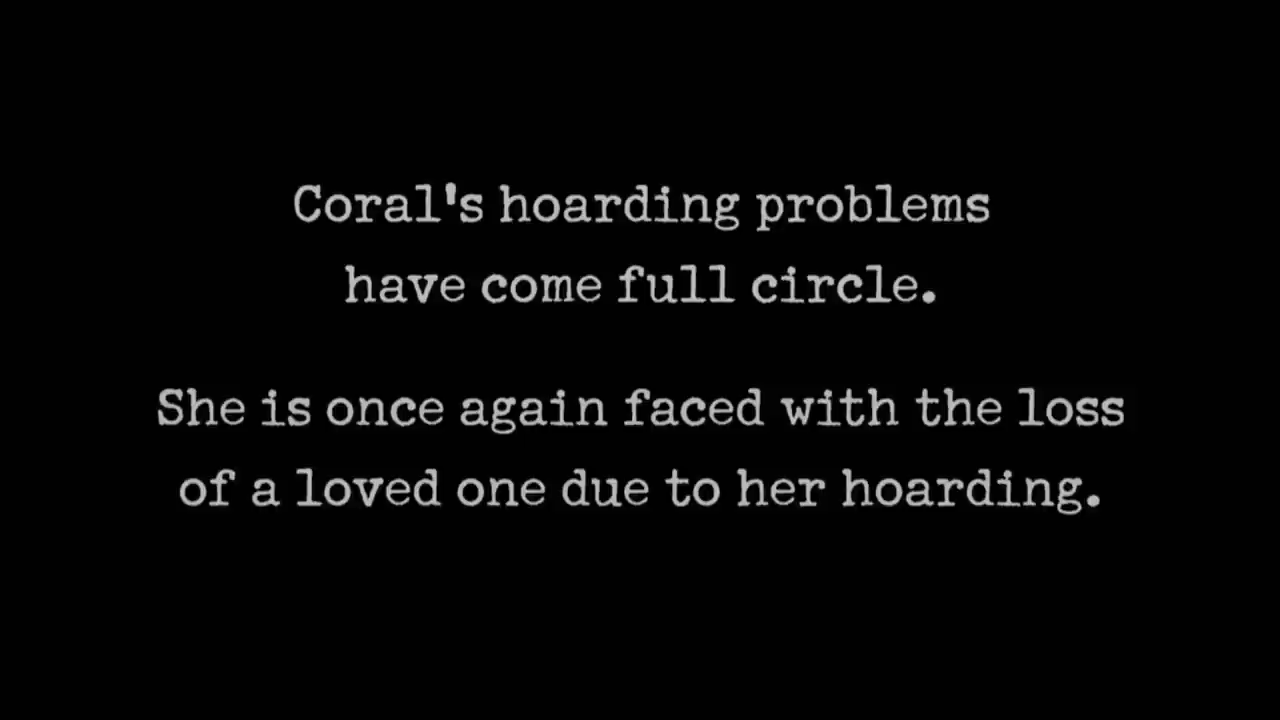 Coral's hoarding problems
have come full circle.
She is once again faced with the loss
of a loved one due to her hoarding.